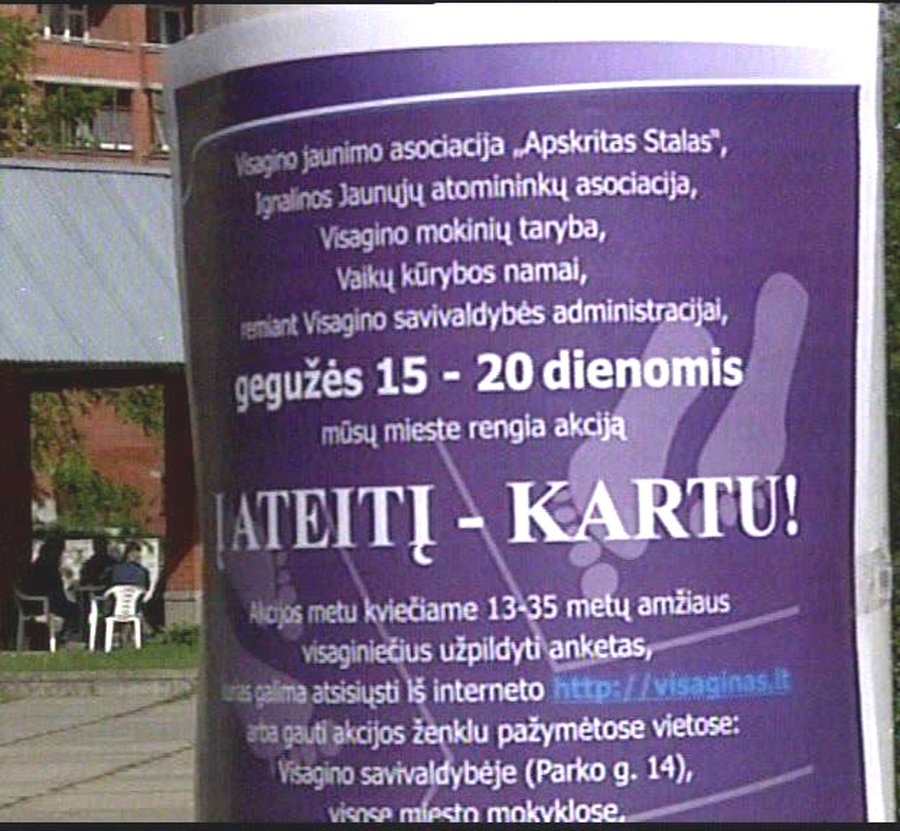 Visagino jaunimo asociacija „Apskritas Stalas“,
Ignalinos Jaunųjų atomininkų asociacija,
Visagino mokinių taryba,
Vaikų kūrybos namai,
remiant Visagino savivaldybės administracijai,
gegužės 15 - 20 dienomis
mūsų mieste rengia akciją
Į ATEITĮ - KARTU!
Akcijos metu kviečiame 13-35 metų amžiaus
visaginiečius užpildyti anketas,
kurias galima atsisiųsti iš interneto http://visaginas.lt
arba gauti akcijos ženklu pažymėtose vietose:
Visagino savivaldybėje (Parko g. 14),
visose miesto mokyklose,